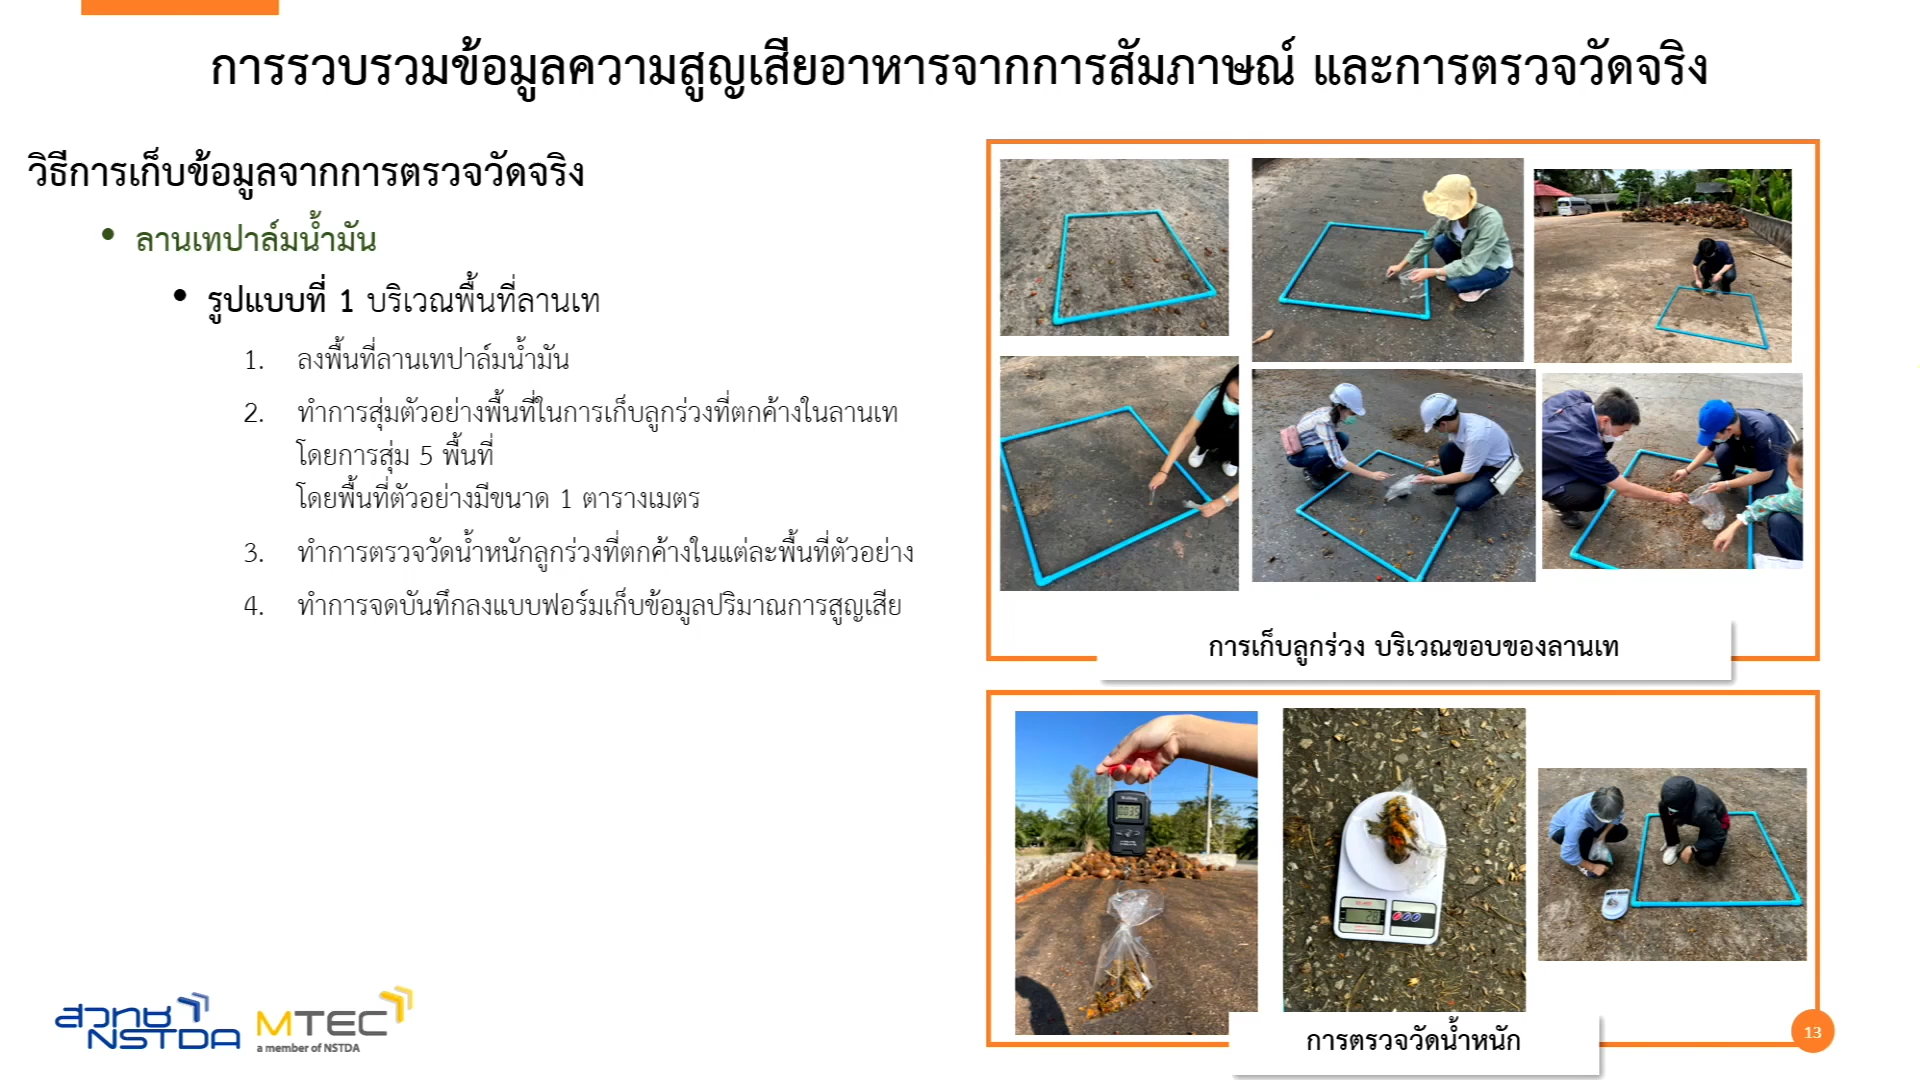 การรวบรวมข้อมูลความสูญเสียอาหารจากการสัมภาษณ์ และการตรวจวัดจริง
วิธีการเก็บข้อมูลจากการตรวจวัดจริง
• ลานเทปาล์มน้ำมัน
• รูปแบบที่ 1 บริเวณพื้นที่ลานเท
1. ลงพื้นที่ลานเทปาล์มน้ำมัน
2. ทำการสุ่มตัวอย่างพื้นที่ในการเก็บลูกร่วงที่ตกค้างในลานเท
โดยการสุ่ม 5 พื้นที่
โดยพื้นที่ตัวอย่างมีขนาด 1 ตารางเมตร
3. ทำการตรวจวัดน้ำหนักลูกร่วงที่ตกค้างในแต่ละพื้นที่ตัวอย่าง
4. ทำการจดบันทึกลงแบบฟอร์มเก็บข้อมูลปริมาณการสูญเสีย
การเก็บลูกร่วง บริเวณขอบของลานเท
การตรวจวัดน้ำหนัก
สวทช
NSTDA
MTEC
a member of NSTDA
13